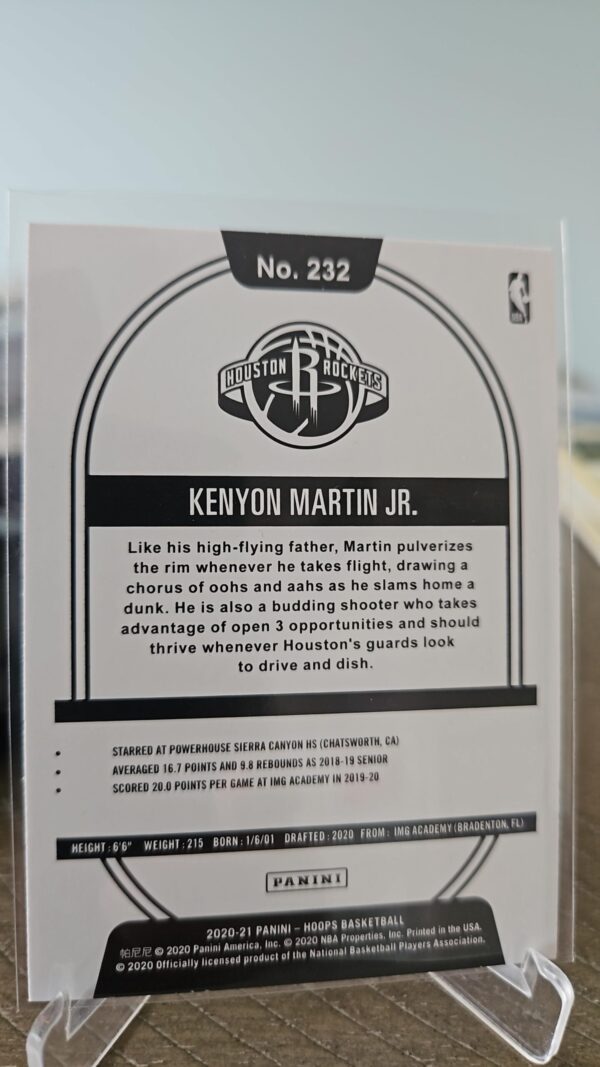 No. 232
HOUSTON R ROCKETS
KENYON MARTIN JR.
Like his high-flying father, Martin pulverizes
the rim whenever he takes flight, drawing a
chorus of oohs and aahs as he slams home a
dunk. He is also a budding shooter who takes
advantage of open 3 opportunities and should
thrive whenever Houston's guards look
to drive and dish.
• STARRED AT POWERHOUSE SIERRA CANYON HS (CHATSWORTH, CA)
• AVERAGED 16.7 POINTS AND 9.8 REBOUNDS AS 2018-19 SENIOR
• SCORED 20.0 POINTS PER GAME AT IMG ACADEMY IN 2019-20
HEIGHT: 6'6" WEIGHT: 215 BORN: 1/6/01 DRAFTED: 2020 FROM: IMG ACADEMY (BRADENTON, FL)
PANINI
2020-21 PANINI – HOOPS BASKETBALL
帕尼尼 © 2020 Panini America, Inc. © 2020 NBA Properties, Inc. Printed in the USA.
© 2020 Officially licensed product of the National Basketball Players Association.